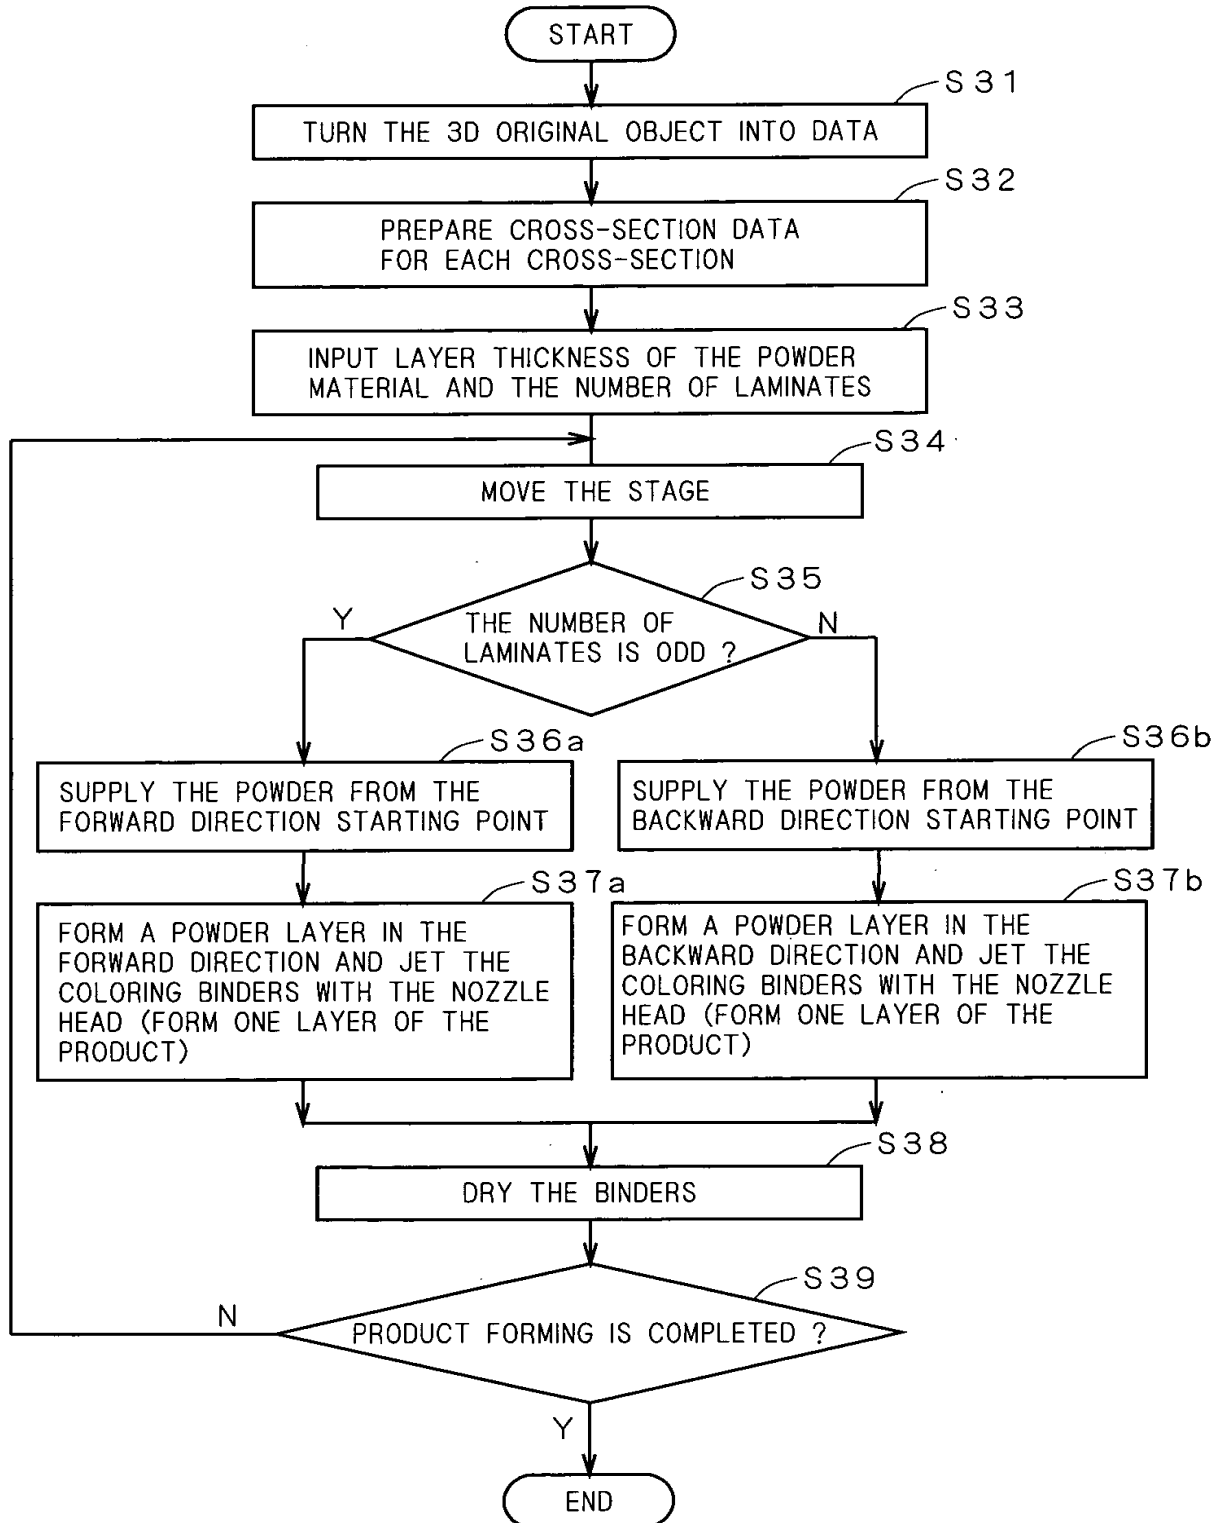 START
S31
TURN THE 3D ORIGINAL OBJECT INTO DATA
S32
PREPARE CROSS-SECTION DATA
FOR EACH CROSS-SECTION
S33
INPUT LAYER THICKNESS OF THE POWDER
MATERIAL AND THE NUMBER OF LAMINATES
S34
MOVE THE STAGE
S35
Y
THE NUMBER OF
LAMINATES IS ODD ?
N
S36a
SUPPLY THE POWDER FROM THE
FORWARD DIRECTION STARTING POINT
S36b
SUPPLY THE POWDER FROM THE
BACKWARD DIRECTION STARTING POINT
S37a
FORM A POWDER LAYER IN THE
FORWARD DIRECTION AND JET THE
COLORING BINDERS WITH THE NOZZLE
HEAD (FORM ONE LAYER OF THE
PRODUCT)
S37b
FORM A POWDER LAYER IN THE
BACKWARD DIRECTION AND JET THE
COLORING BINDERS WITH THE NOZZLE
HEAD (FORM ONE LAYER OF THE
PRODUCT)
S38
DRY THE BINDERS
S39
N
PRODUCT FORMING IS COMPLETED ?
Y
END